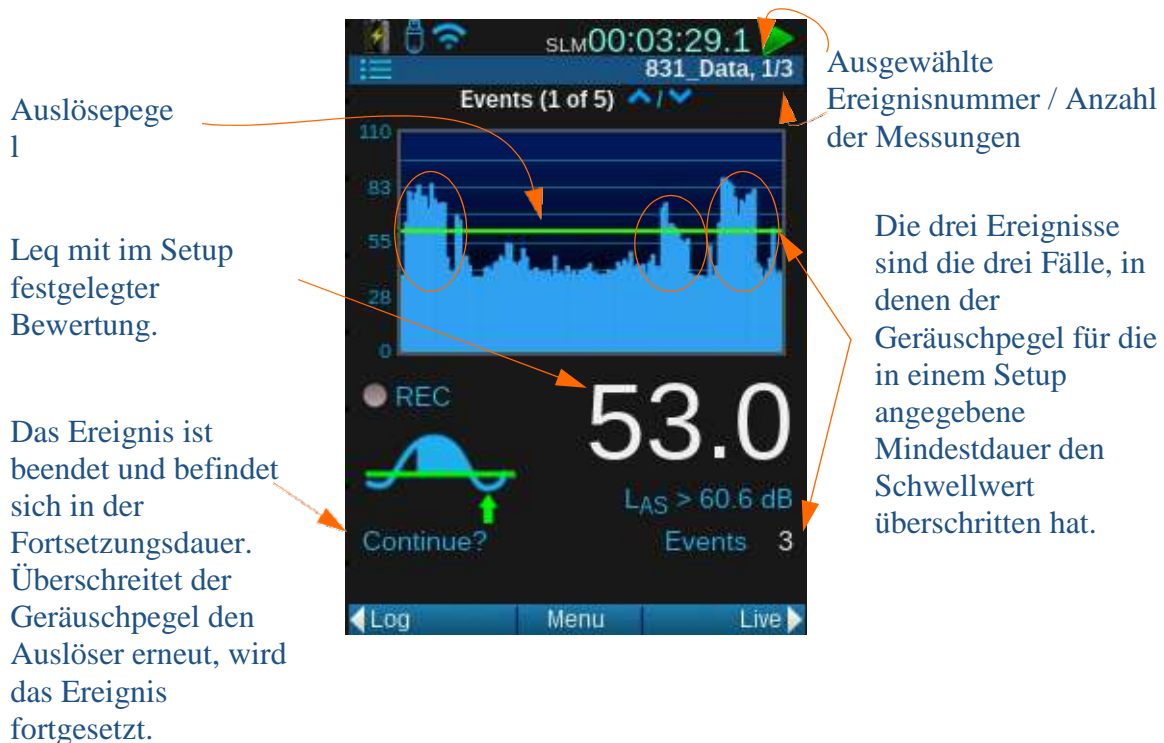 SLM00:03:29.1
831_Data, 1/3
Events (1 of 5) /
110
83
55
28
0
REC
53.0
LAS > 60.6 dB
Continue?
Events 3
Log Menu Live
Auslösepege
l
Leq mit im Setup
festgelegter
Bewertung.
Das Ereignis ist
beendet und befindet
sich in der
Fortsetzungsdauer.
Überschreitet der
Geräuschpegel den
Auslöser erneut, wird
das Ereignis
fortgesetzt.
Ausgewählte
Ereignisnummer / Anzahl
der Messungen
Die drei Ereignisse
sind die drei Fälle, in
denen der
Geräuschpegel für die
in einem Setup
angegebene
Mindestdauer den
Schwellwert
überschritten hat.